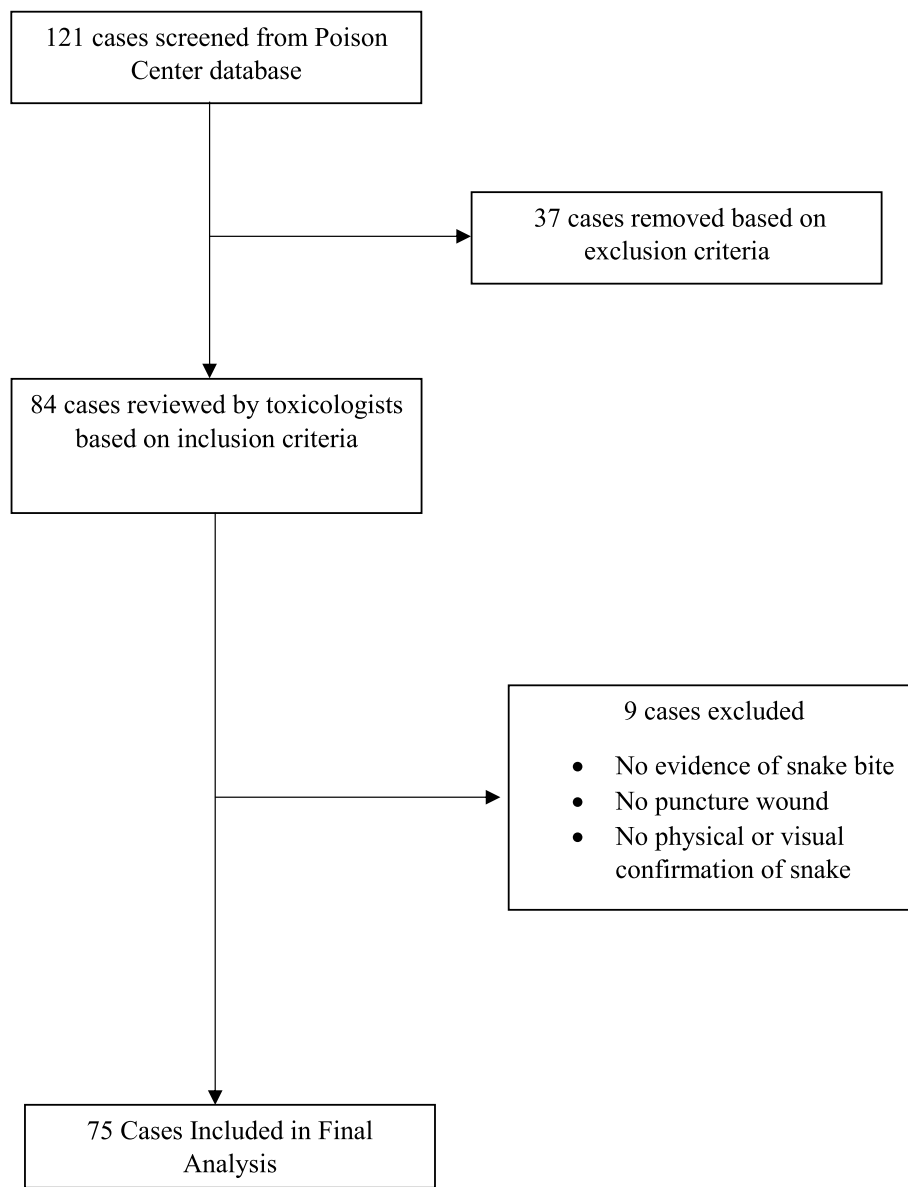 121 cases screened from Poison
Center database
37 cases removed based on
exclusion criteria
84 cases reviewed by toxicologists
based on inclusion criteria
9 cases excluded
• No evidence of snake bite
• No puncture wound
• No physical or visual
confirmation of snake
75 Cases Included in Final
Analysis